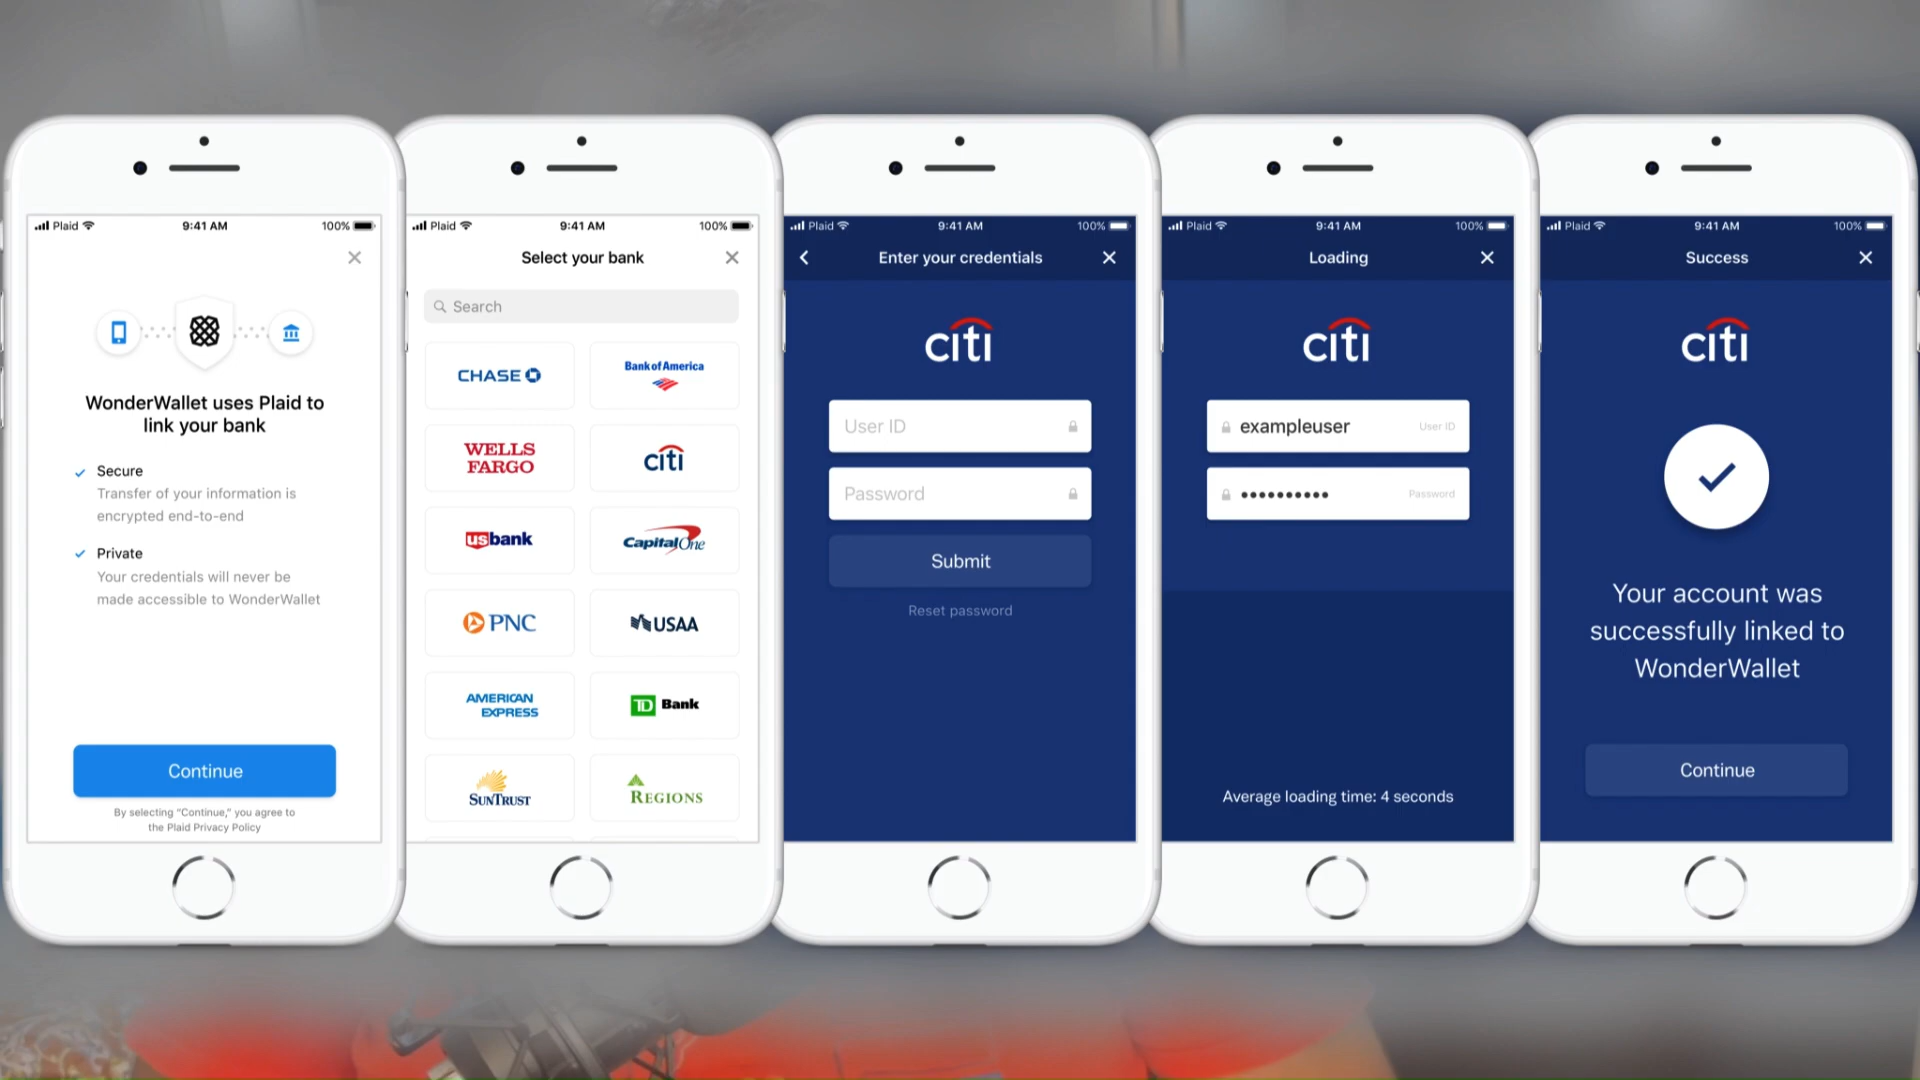 Plaid 9:41 AM 100%
WonderWallet uses Plaid to
link your bank
Secure
Transfer of your information is
encrypted end-to-end
Private
Your credentials will never be
made accessible to WonderWallet
Continue
By selecting “Continue,” you agree to
the Plaid Privacy Policy
Plaid 9:41 AM 100%
Select your bank
Search
CHASE
Bank of America
WELLS
FARGO
citi
usbank
Capital One
PNC
USAA
AMERICAN
EXPRESS
TD Bank
SUNTRUST
REGIONS
Plaid 9:41 AM 100%
Enter your credentials
citi
User ID
Password
Submit
Reset password
Plaid 9:41 AM 100%
Loading
citi
exampleuser User ID
•••••••••• Password
Average loading time: 4 seconds
Plaid 9:41 AM 100%
Success
citi
Your account was
successfully linked to
WonderWallet
Continue